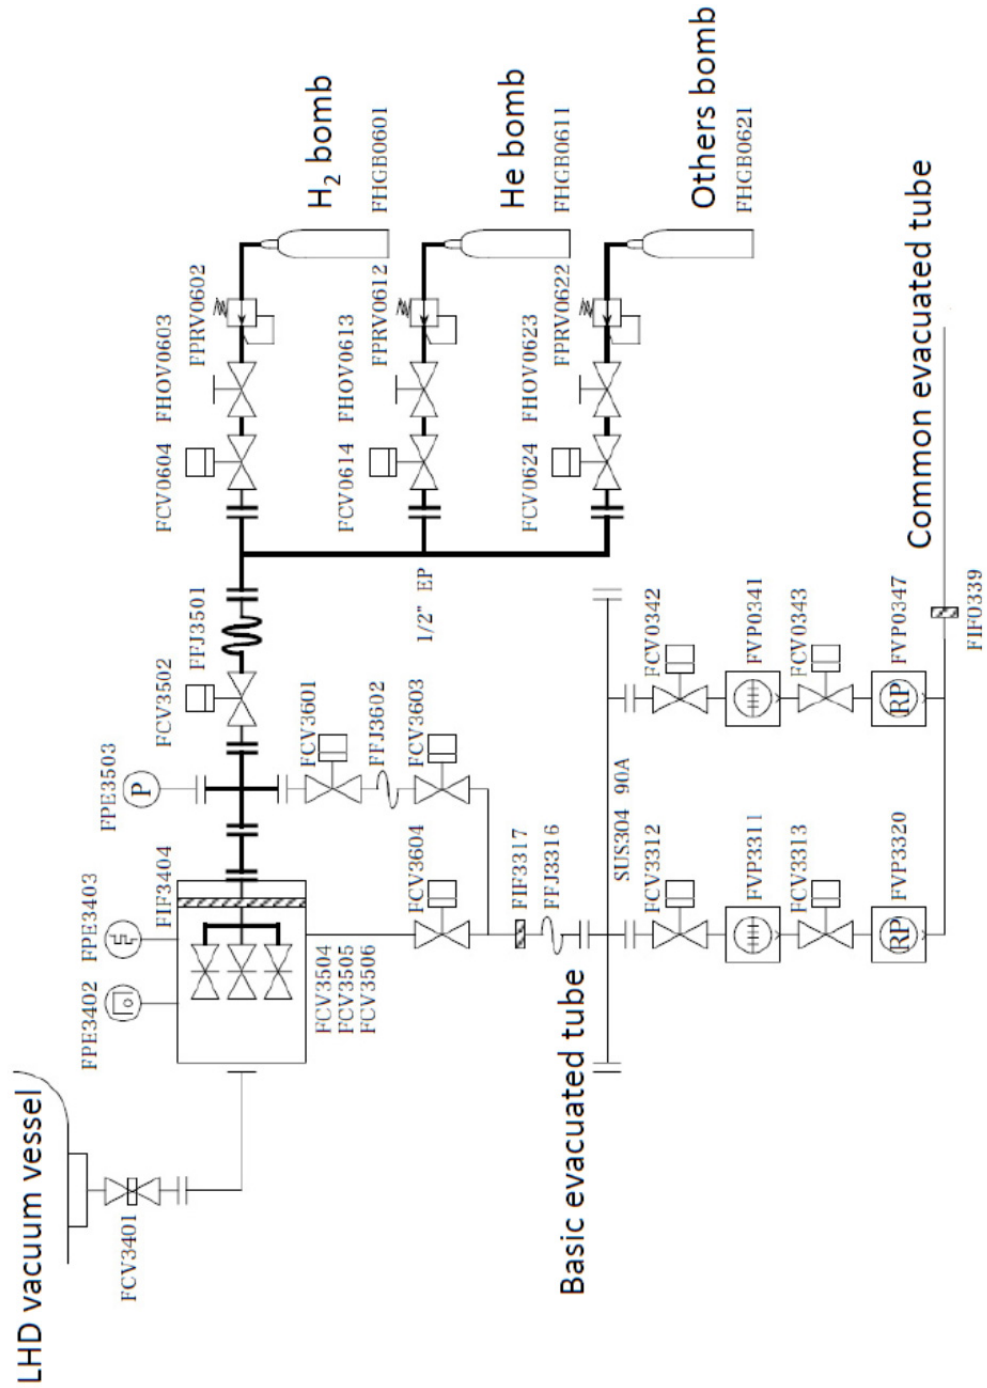 LHD vacuum vessel
FCV3401
FPE3402
FPE3403
FIF3404
FPE3503
P
FCV3502
FFJ3501
FCV0604
FHOV0603
FPRV0602
H2 bomb
FHGB0601
FCV0614
FHOV0613
FPRV0612
He bomb
FHGB0611
FCV0624
FHOV0623
FPRV0622
Others bomb
FHGB0621
1/2" EP
FCV3601
FFJ3602
FCV3603
FCV3504
FCV3505
FCV3506
FCV3604
FIF3317
FFJ3316
Basic evacuated tube
SUS304 90A
FCV3312
FCV0342
FVP3311
FVP0341
FCV3313
FCV0343
FVP3320
RP
FVP0347
RP
Common evacuated tube
FIF0339